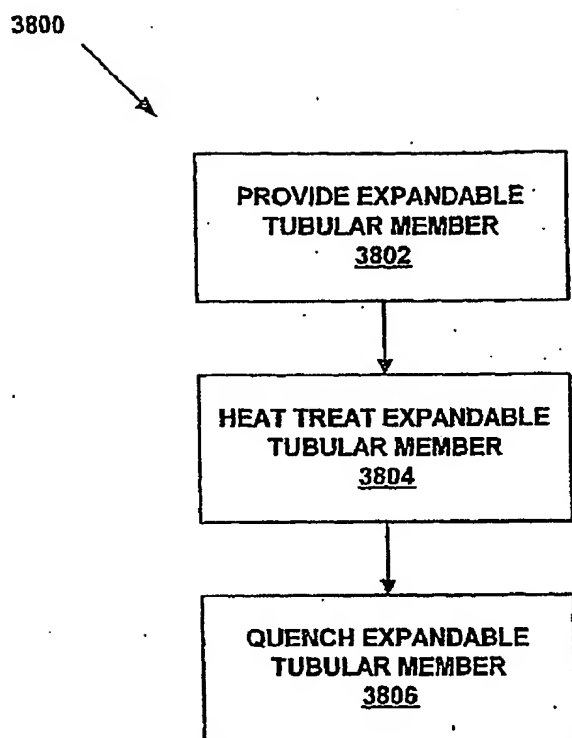 3800
PROVIDE EXPANDABLE
TUBULAR MEMBER
3802
HEAT TREAT EXPANDABLE
TUBULAR MEMBER
3804
QUENCH EXPANDABLE
TUBULAR MEMBER
3806